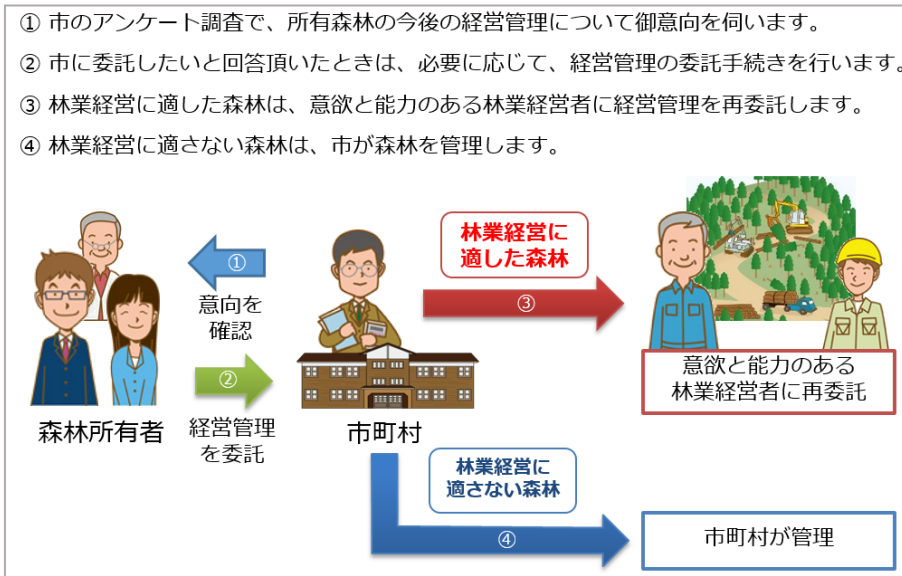 ① 市のアンケート調査で、所有森林の今後の経営管理について御意向を伺います。
② 市に委託したいと回答頂いたときは、必要に応じて、経営管理の委託手続きを行います。
③ 林業経営に適した森林は、意欲と能力のある林業経営者に経営管理を再委託します。
④ 林業経営に適さない森林は、市が森林を管理します。
林業経営に
適した森林
①
意向を
確認
③
②
経営管理
を委託
森林所有者
市町村
意欲と能力のある
林業経営者に再委託
林業経営に
適さない森林
④
市町村が管理